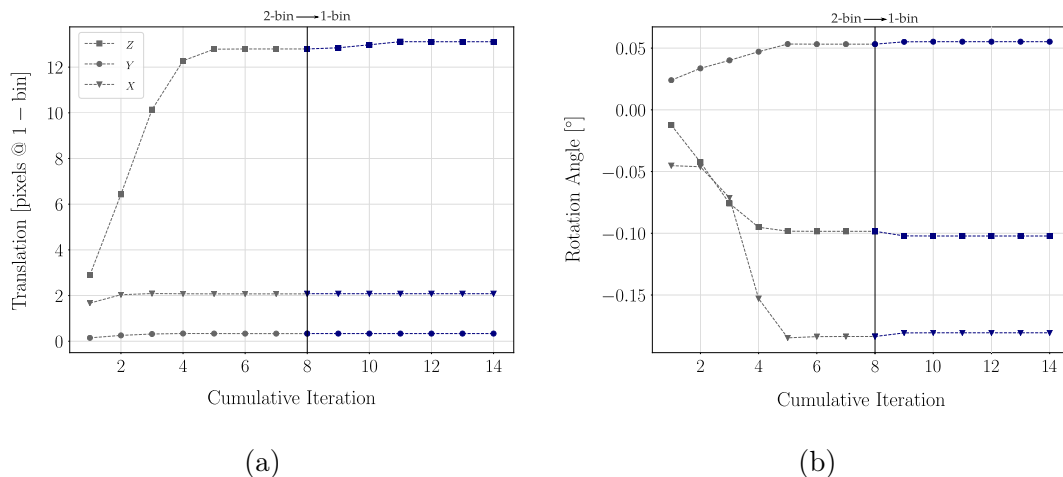 2-bin → 1-bin
Z
Y
X
12
10
8
6
4
2
0
Translation [pixels @ 1 − bin]
2 4 6 8 10 12 14
Cumulative Iteration
(a)
2-bin → 1-bin
0.05
0.00
−0.05
−0.10
−0.15
Rotation Angle [°]
2 4 6 8 10 12 14
Cumulative Iteration
(b)